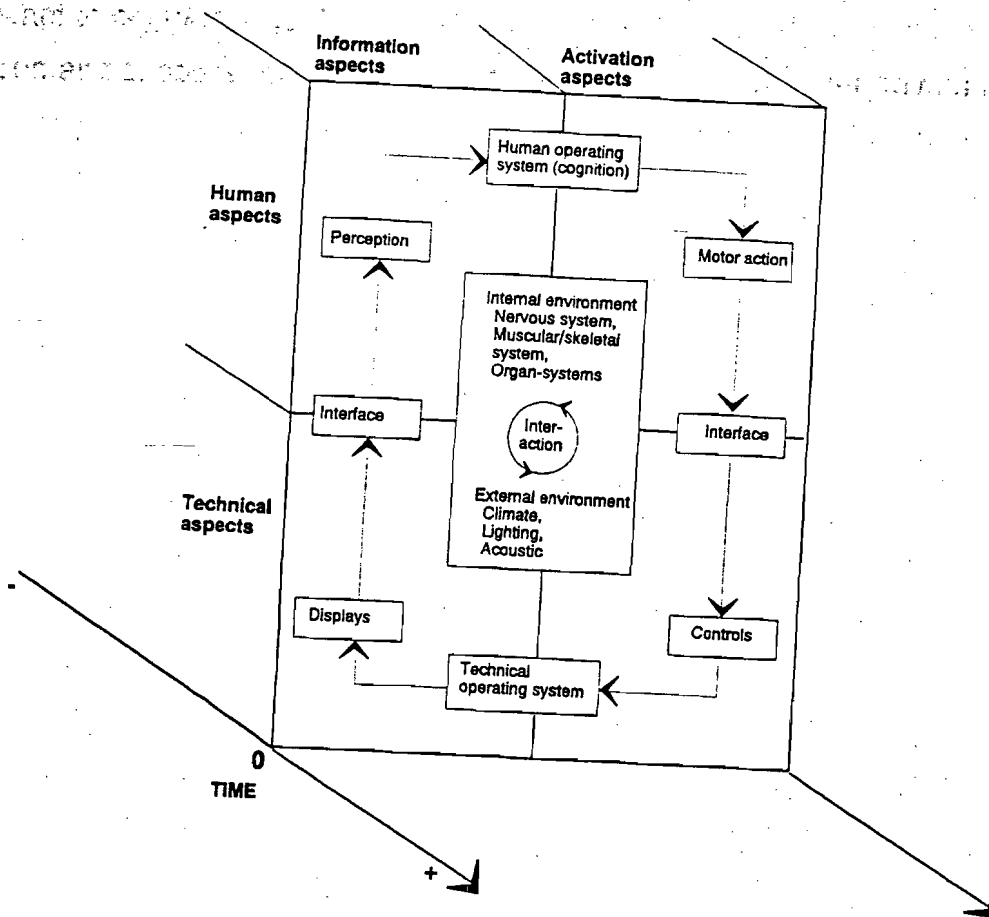 Information
aspects
Activation
aspects
Human operating
system (cognition)
Human
aspects
Perception
Motor action
Internal environment
Nervous system,
Muscular/skeletal
system,
Organ-systems
Interface
Inter-
action
Interface
External environment
Climate,
Lighting,
Acoustic
Technical
aspects
-
Displays
Controls
Technical
operating system
0
TIME
+